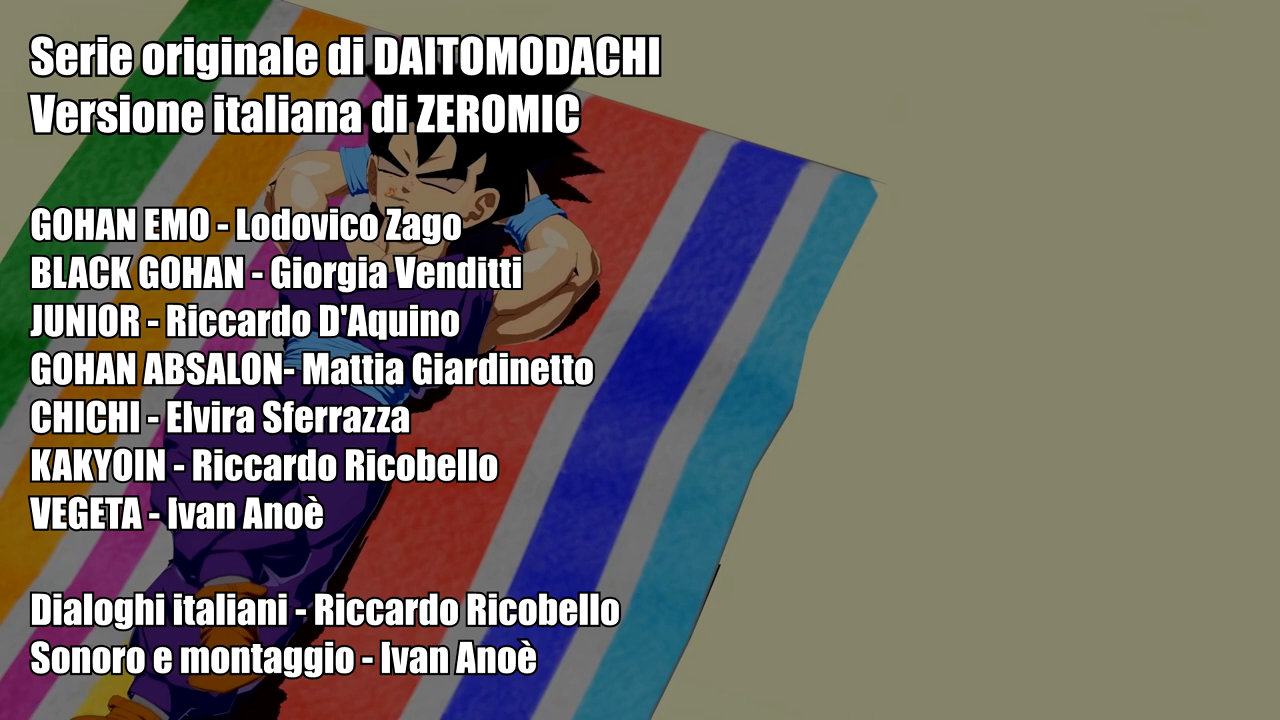 Serie originale di DAITOMODACHI
Versione italiana di ZEROMIC
GOHAN EMO - Lodovico Zago
BLACK GOHAN - Giorgia Venditti
JUNIOR - Riccardo D'Aquino
GOHAN ABSALON- Mattia Giardinetto
CHICHI - Elvira Sferrazza
KAKYOIN - Riccardo Ricobello
VEGETA - Ivan Anoè
Dialoghi italiani - Riccardo Ricobello
Sonoro e montaggio - Ivan Anoè